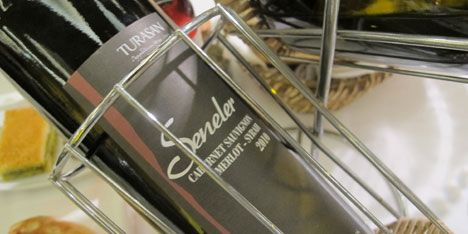 TURASAN
Seneler
CABERNET SAUVIGNON
MERLOT - SYRAH
2010